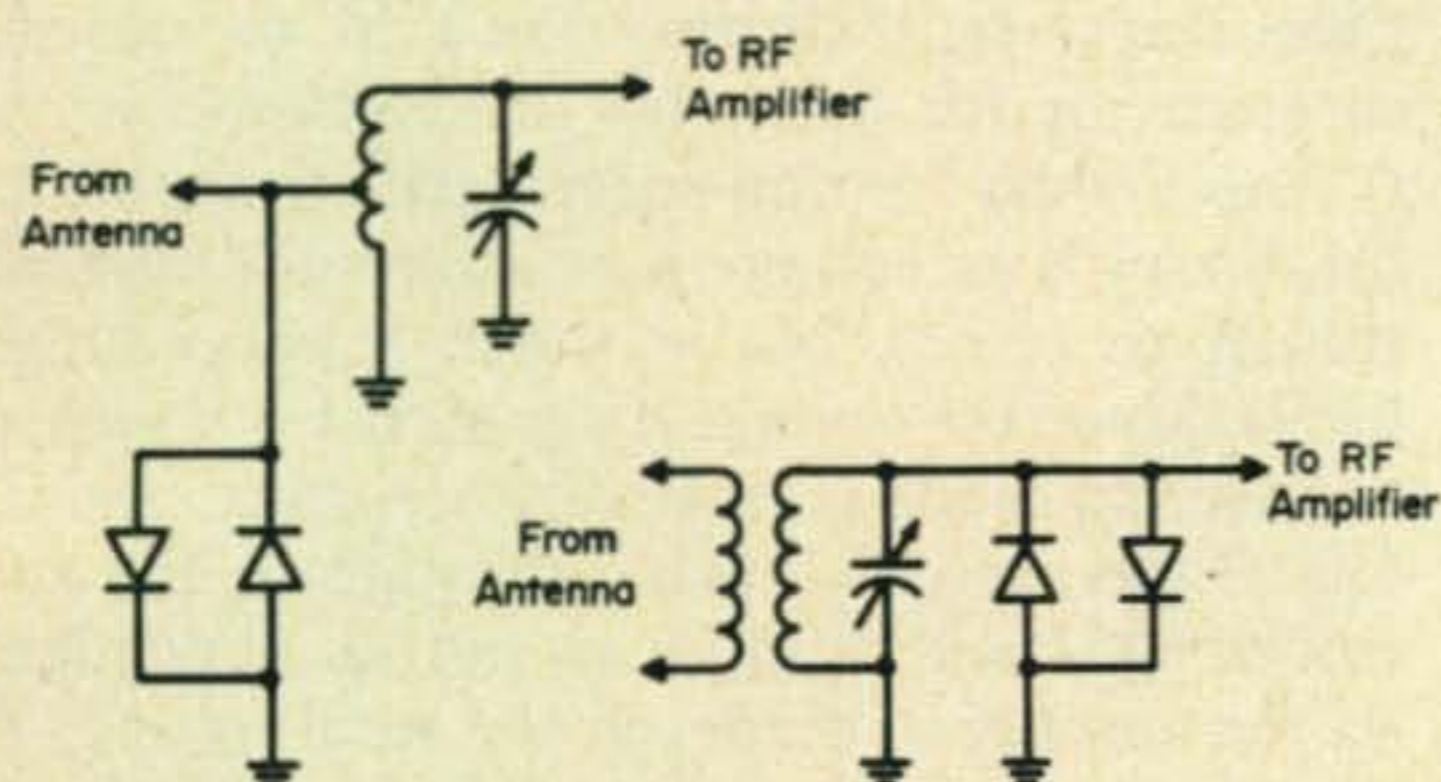 To RF
Amplifier
From
Antenna
To RF
Amplifier
From
Antenna